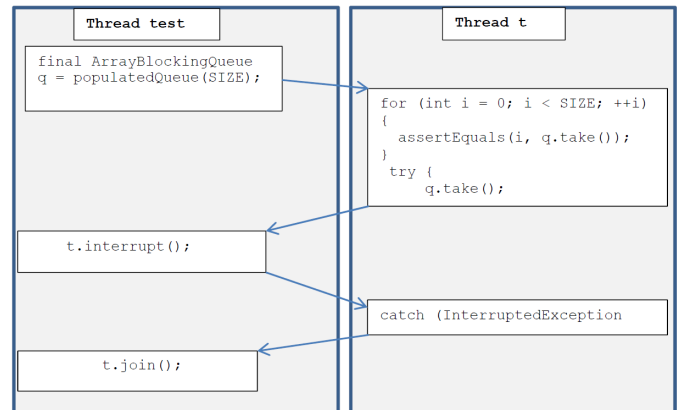 Thread test
Thread t
final ArrayBlockingQueue
q = populatedQueue(SIZE);
for (int i = 0; i < SIZE; ++i)
{
assertEquals(i, q.take());
}
try {
q.take();
t.interrupt();
catch (InterruptedException
t.join();